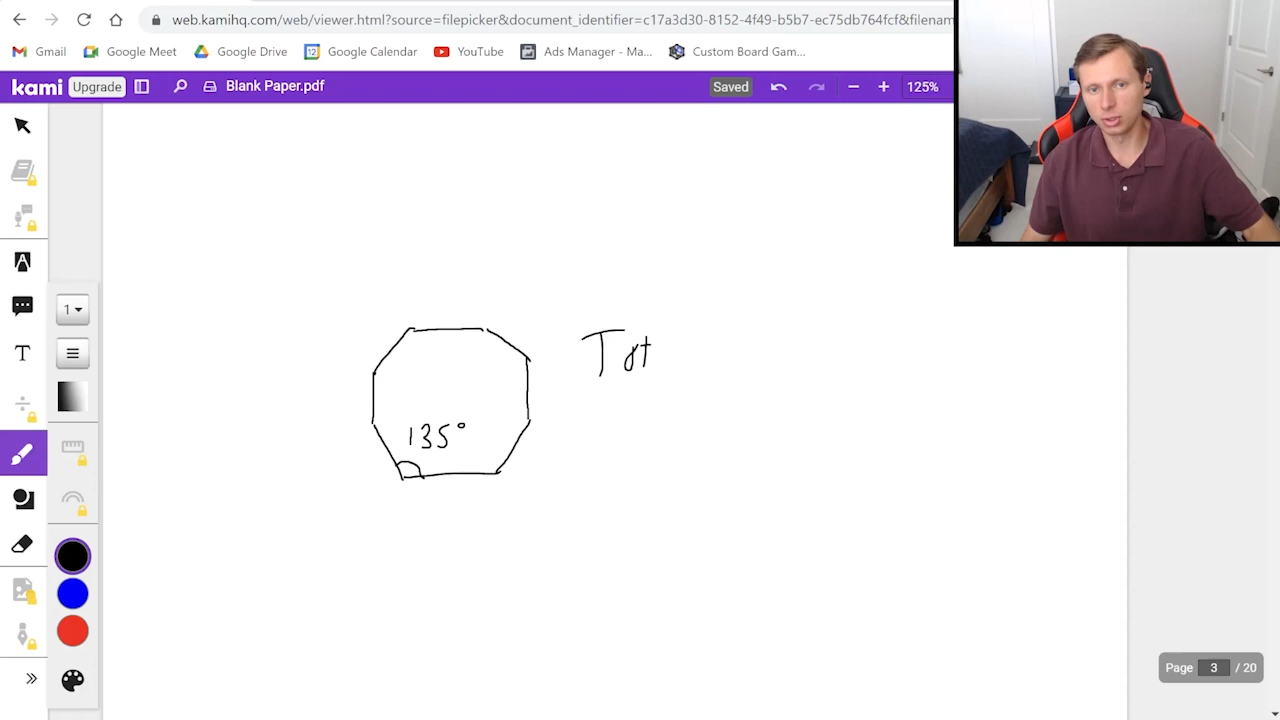 web.kamihq.com/web/viewer.html?source=filepicker&document_identifier=c17a3d30-8152-4f49-b5b7-ec75db764fcf&filenam
Gmail Google Meet Google Drive 12 Google Calendar YouTube Ads Manager - Ma... Custom Board Gam...
kami Upgrade Blank Paper.pdf Saved 125%
A
1
T Tot
135°
Page 3 / 20